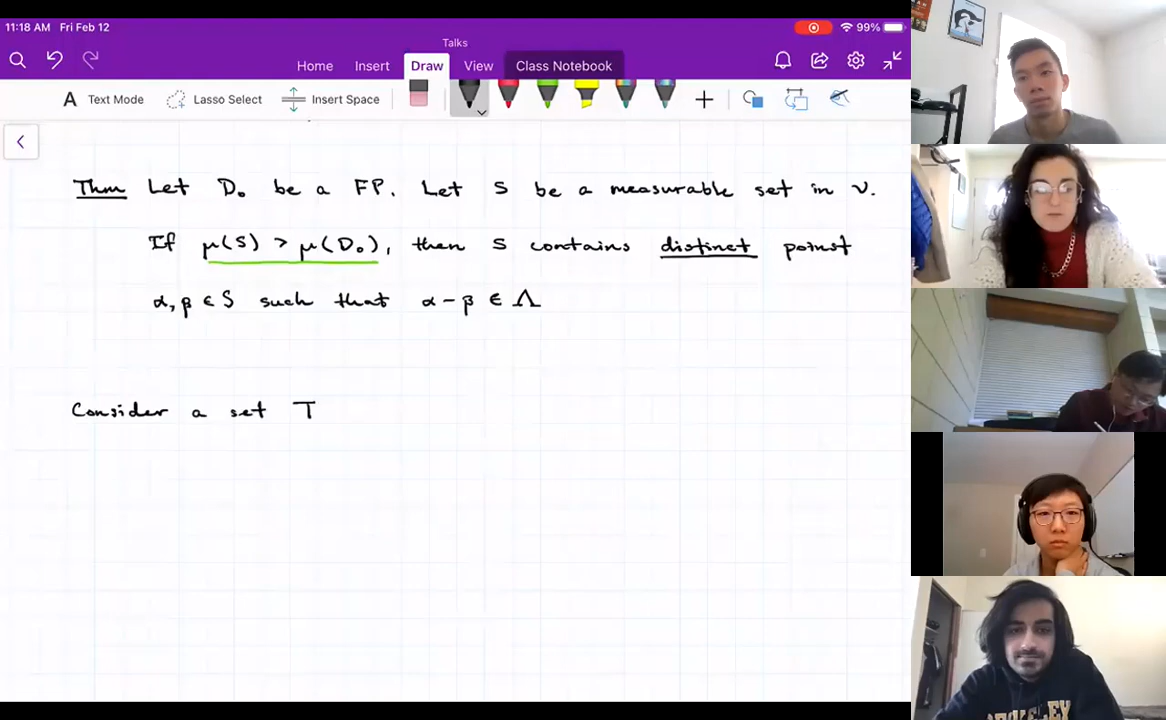 11:18 AM Fri Feb 12
99%
Talks
Home Insert Draw View Class Notebook
A Text Mode Lasso Select Insert Space
Thm Let D₀ be a FP. Let S be a measurable set in V.
If μ(S) > μ(D₀), then S contains distinct point
α, β ∈ S such that α - β ∈ Λ
Consider a set T